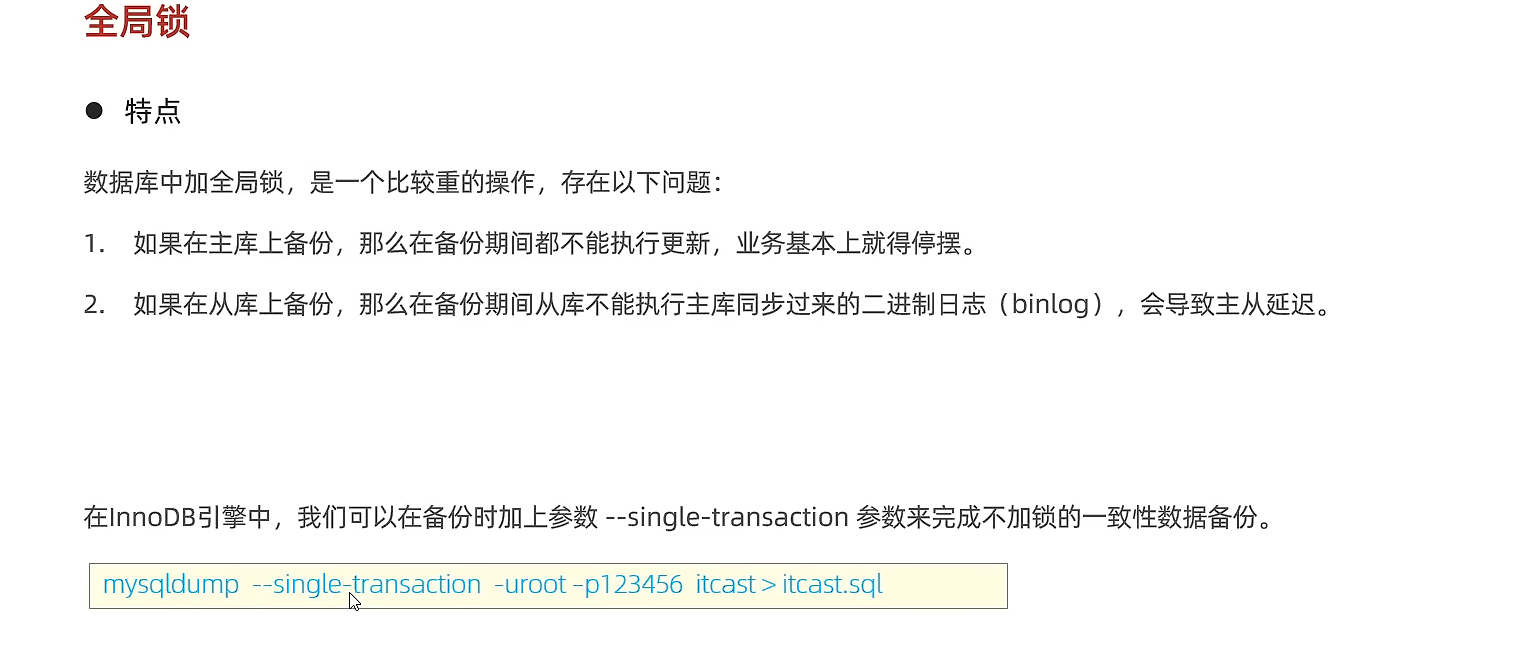 全局锁
● 特点
数据库中加全局锁，是一个比较重的操作，存在以下问题：
1. 如果在主库上备份，那么在备份期间都不能执行更新，业务基本上就得停摆。
2. 如果在从库上备份，那么在备份期间从库不能执行主库同步过来的二进制日志（binlog），会导致主从延迟。
在InnoDB引擎中，我们可以在备份时加上参数 --single-transaction 参数来完成不加锁的一致性数据备份。
mysqldump --single-transaction -uroot –p123456 itcast > itcast.sql